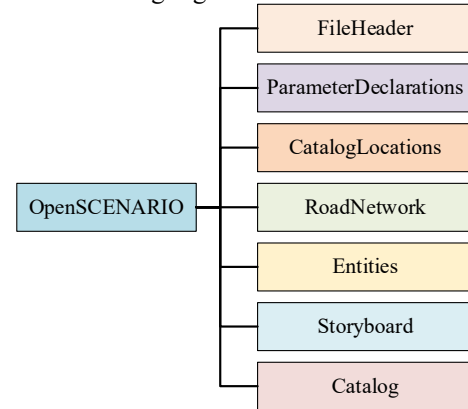 FileHeader
ParameterDeclarations
CatalogLocations
OpenSCENARIO
RoadNetwork
Entities
Storyboard
Catalog